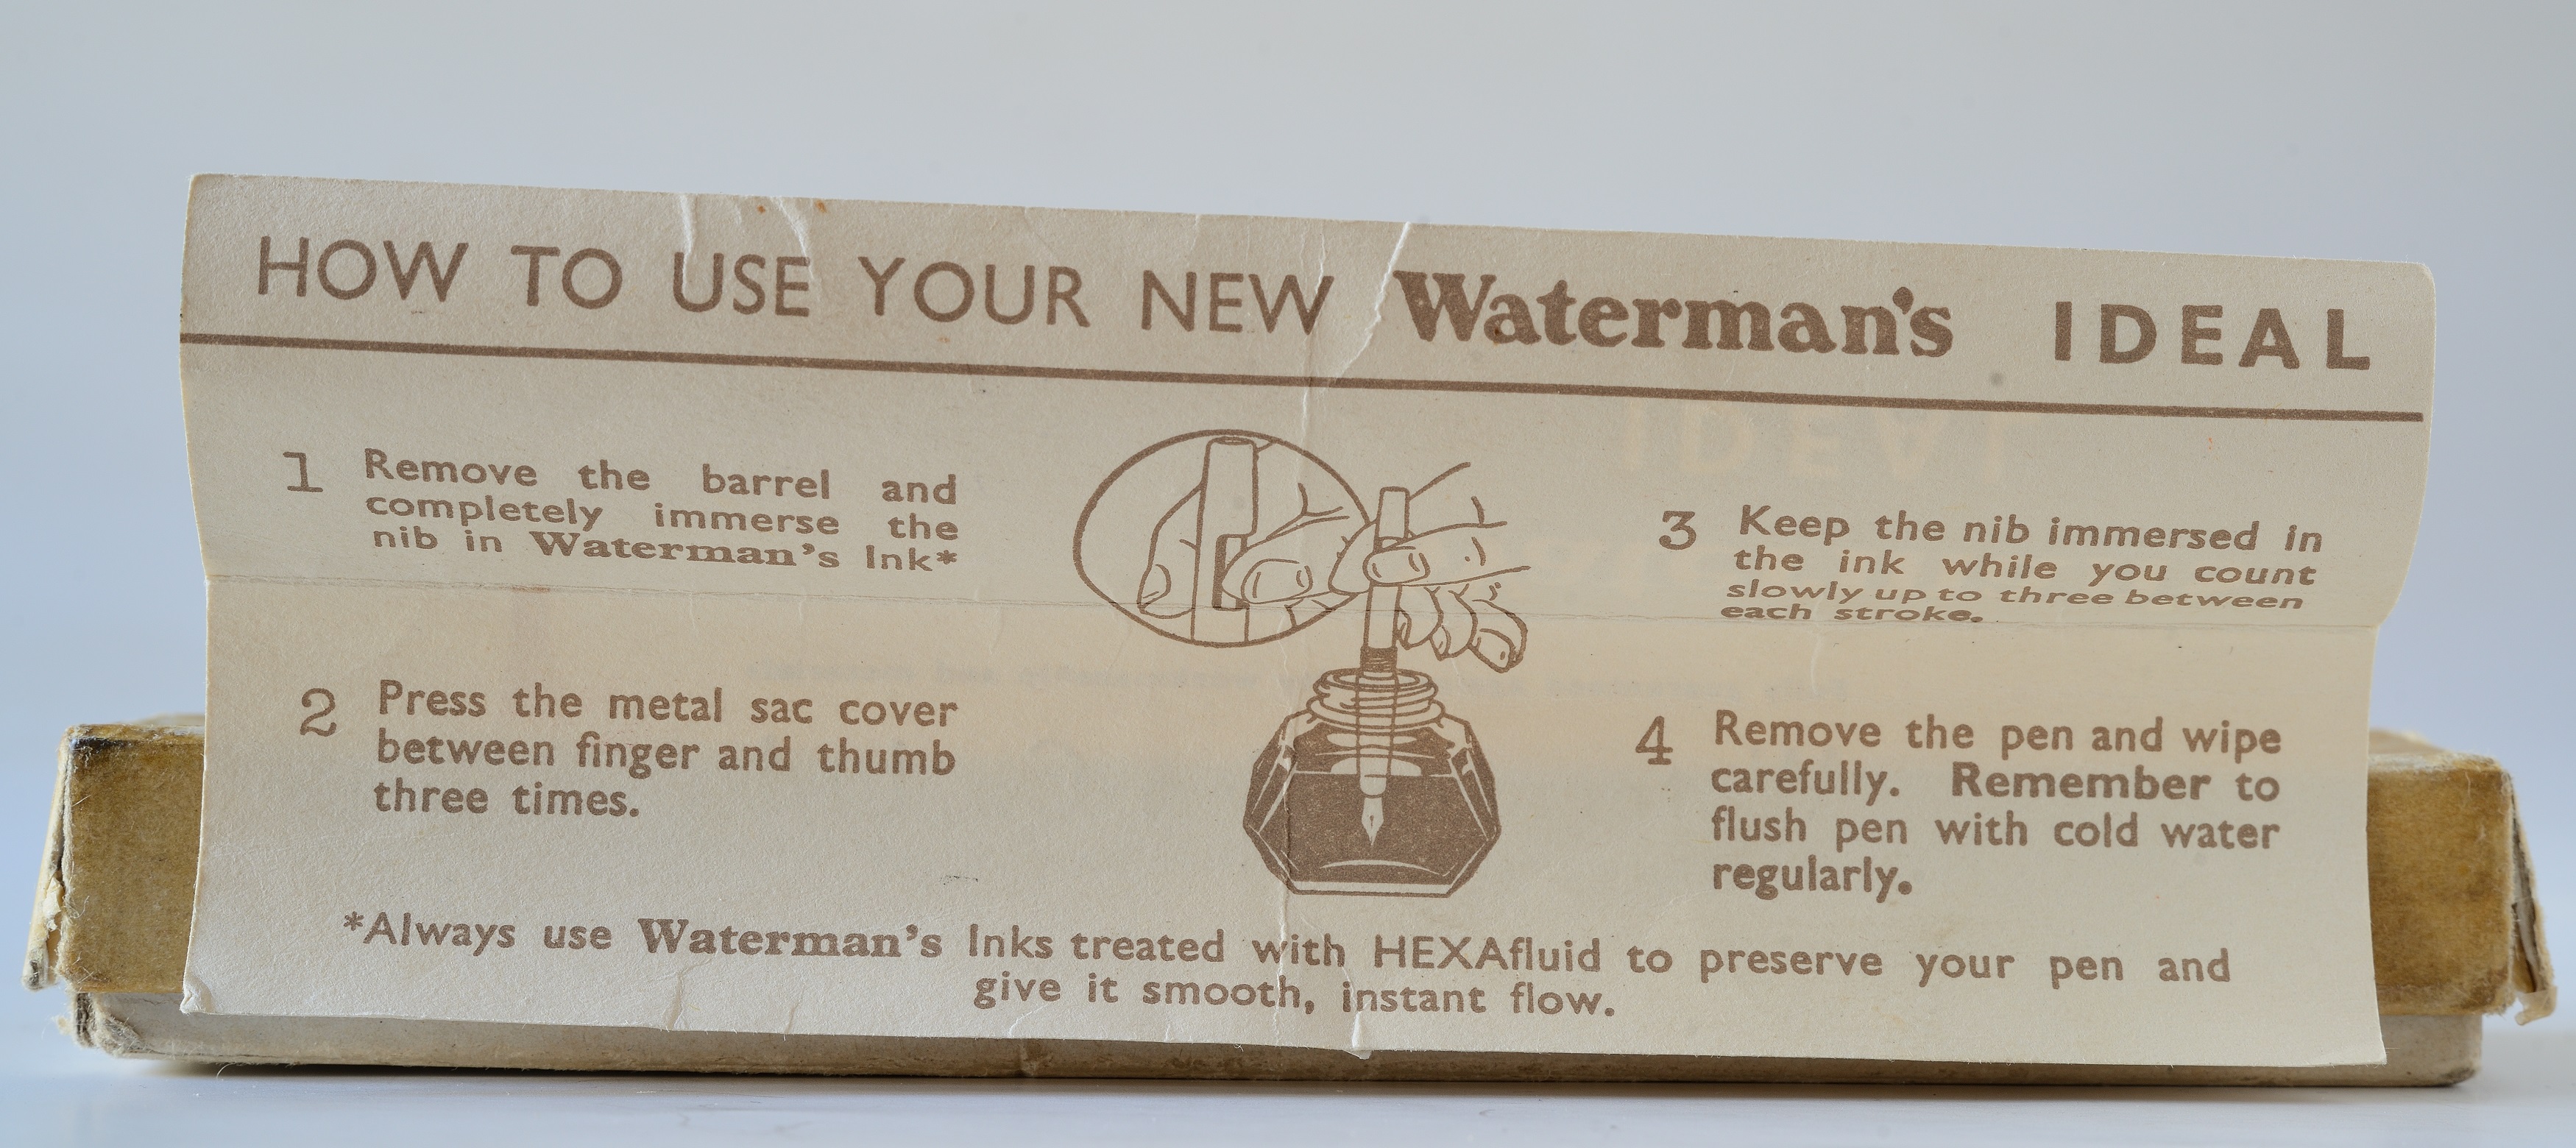 HOW TO USE YOUR NEW Waterman's IDEAL
1 Remove the barrel and
completely immerse the
nib in Waterman's Ink*
2 Press the metal sac cover
between finger and thumb
three times.
3 Keep the nib immersed in
the ink while you count
slowly up to three between
each stroke.
4 Remove the pen and wipe
carefully. Remember to
flush pen with cold water
regularly.
*Always use Waterman's Inks treated with HEXAfluid to preserve your pen and
give it smooth, instant flow.